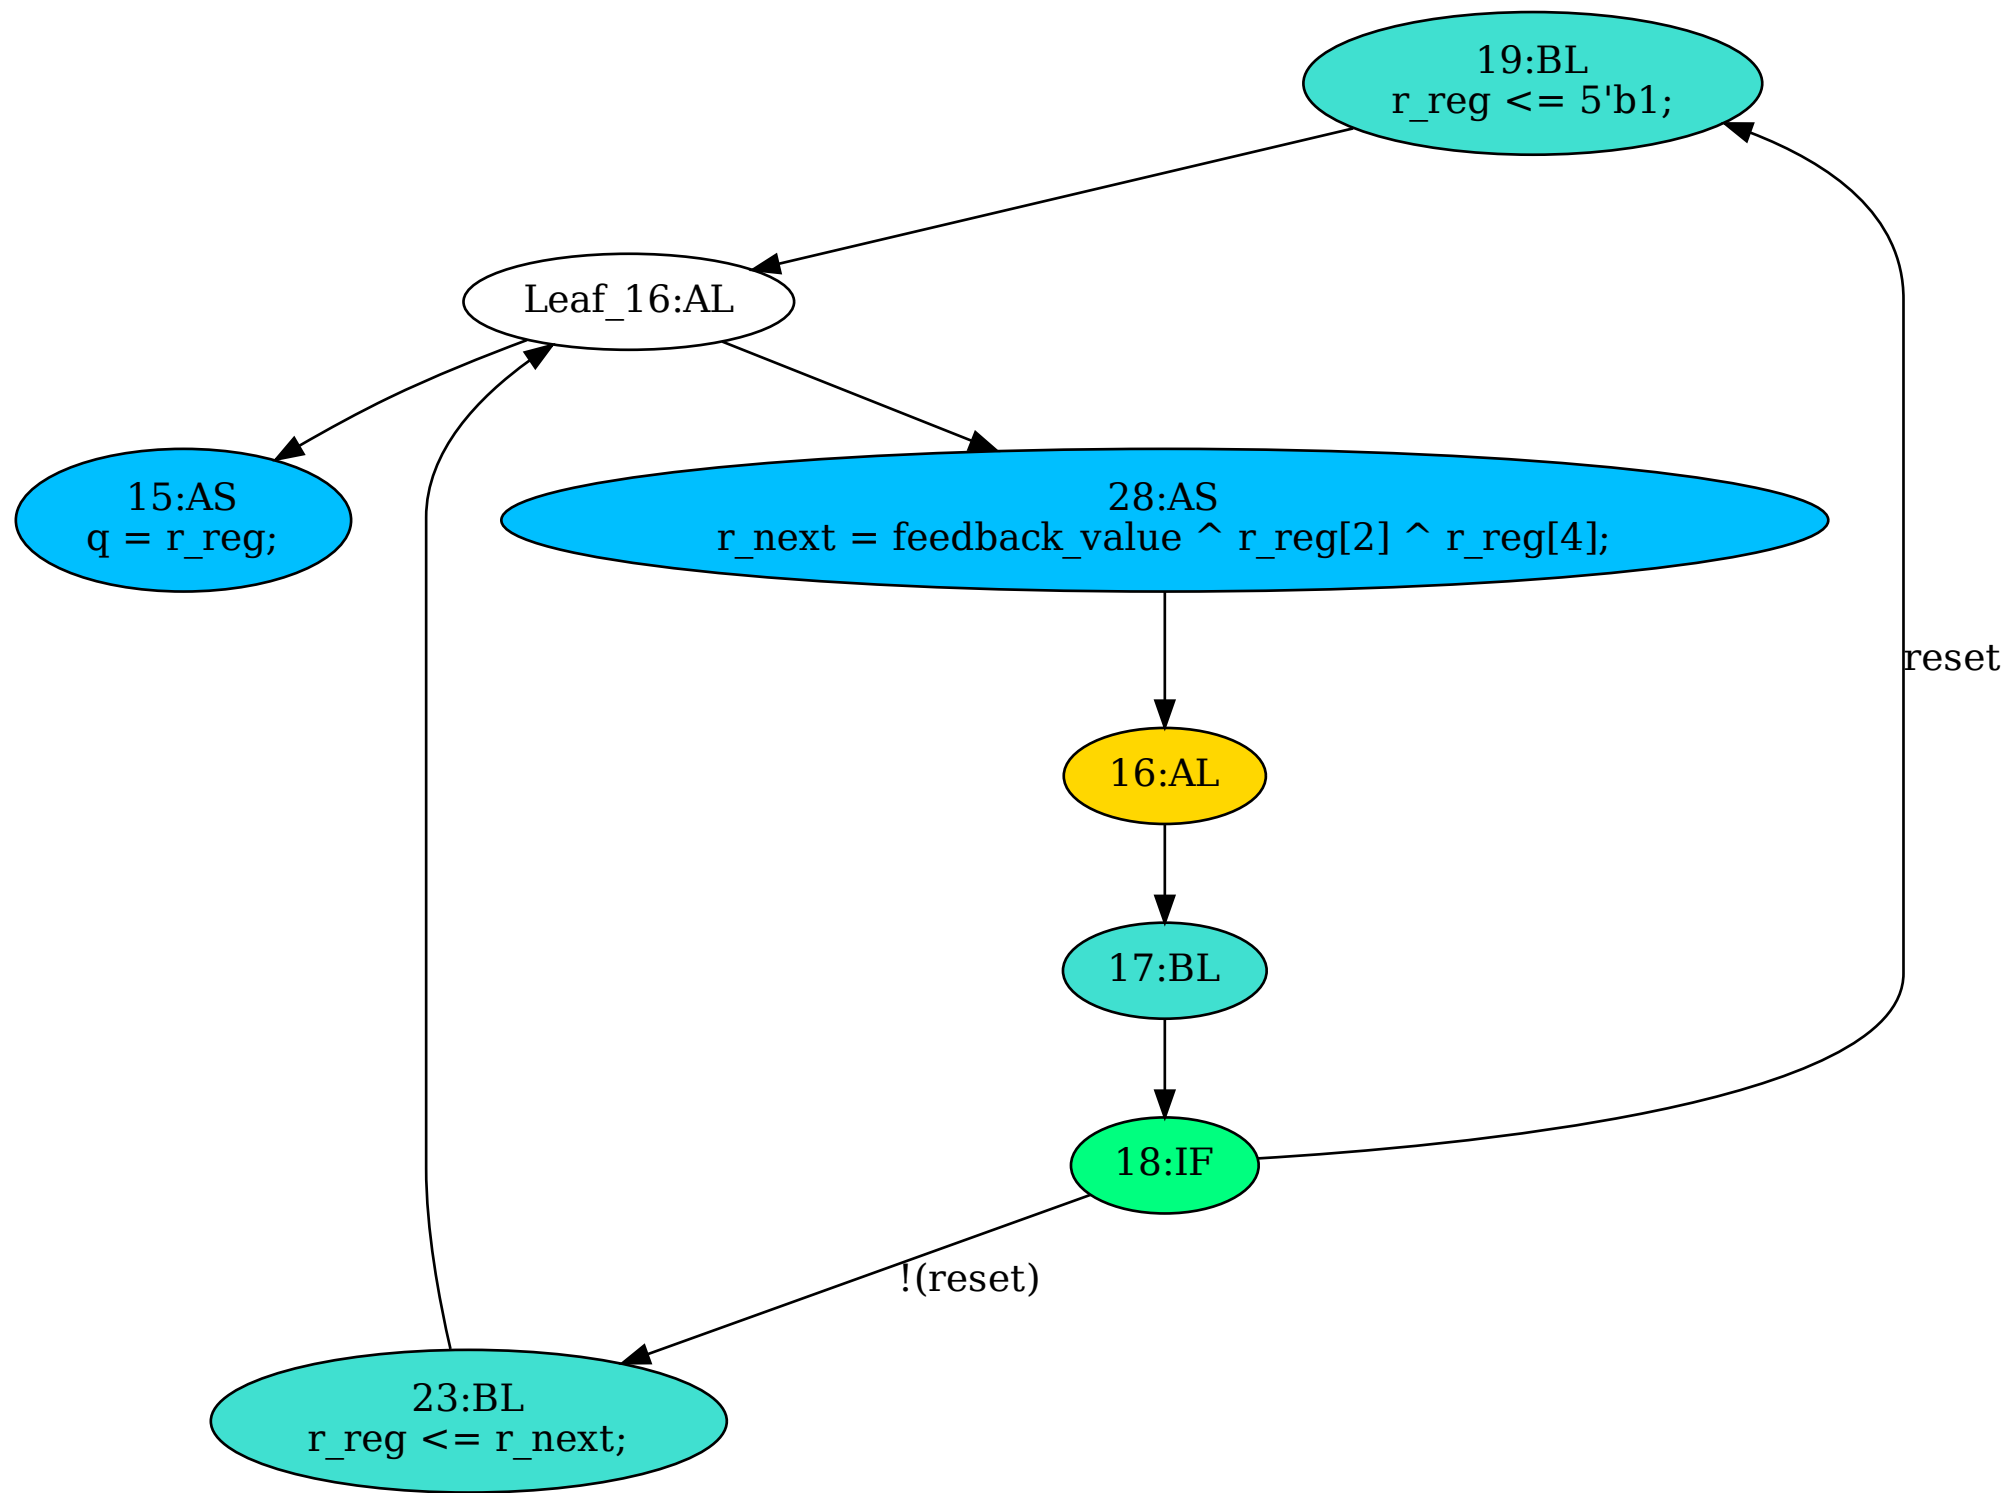 19:BL
r_reg <= 5'b1;
Leaf_16:AL
15:AS
q = r_reg;
28:AS
r_next = feedback_value ^ r_reg[2] ^ r_reg[4];
reset
16:AL
17:BL
18:IF
!(reset)
23:BL
r_reg <= r_next;